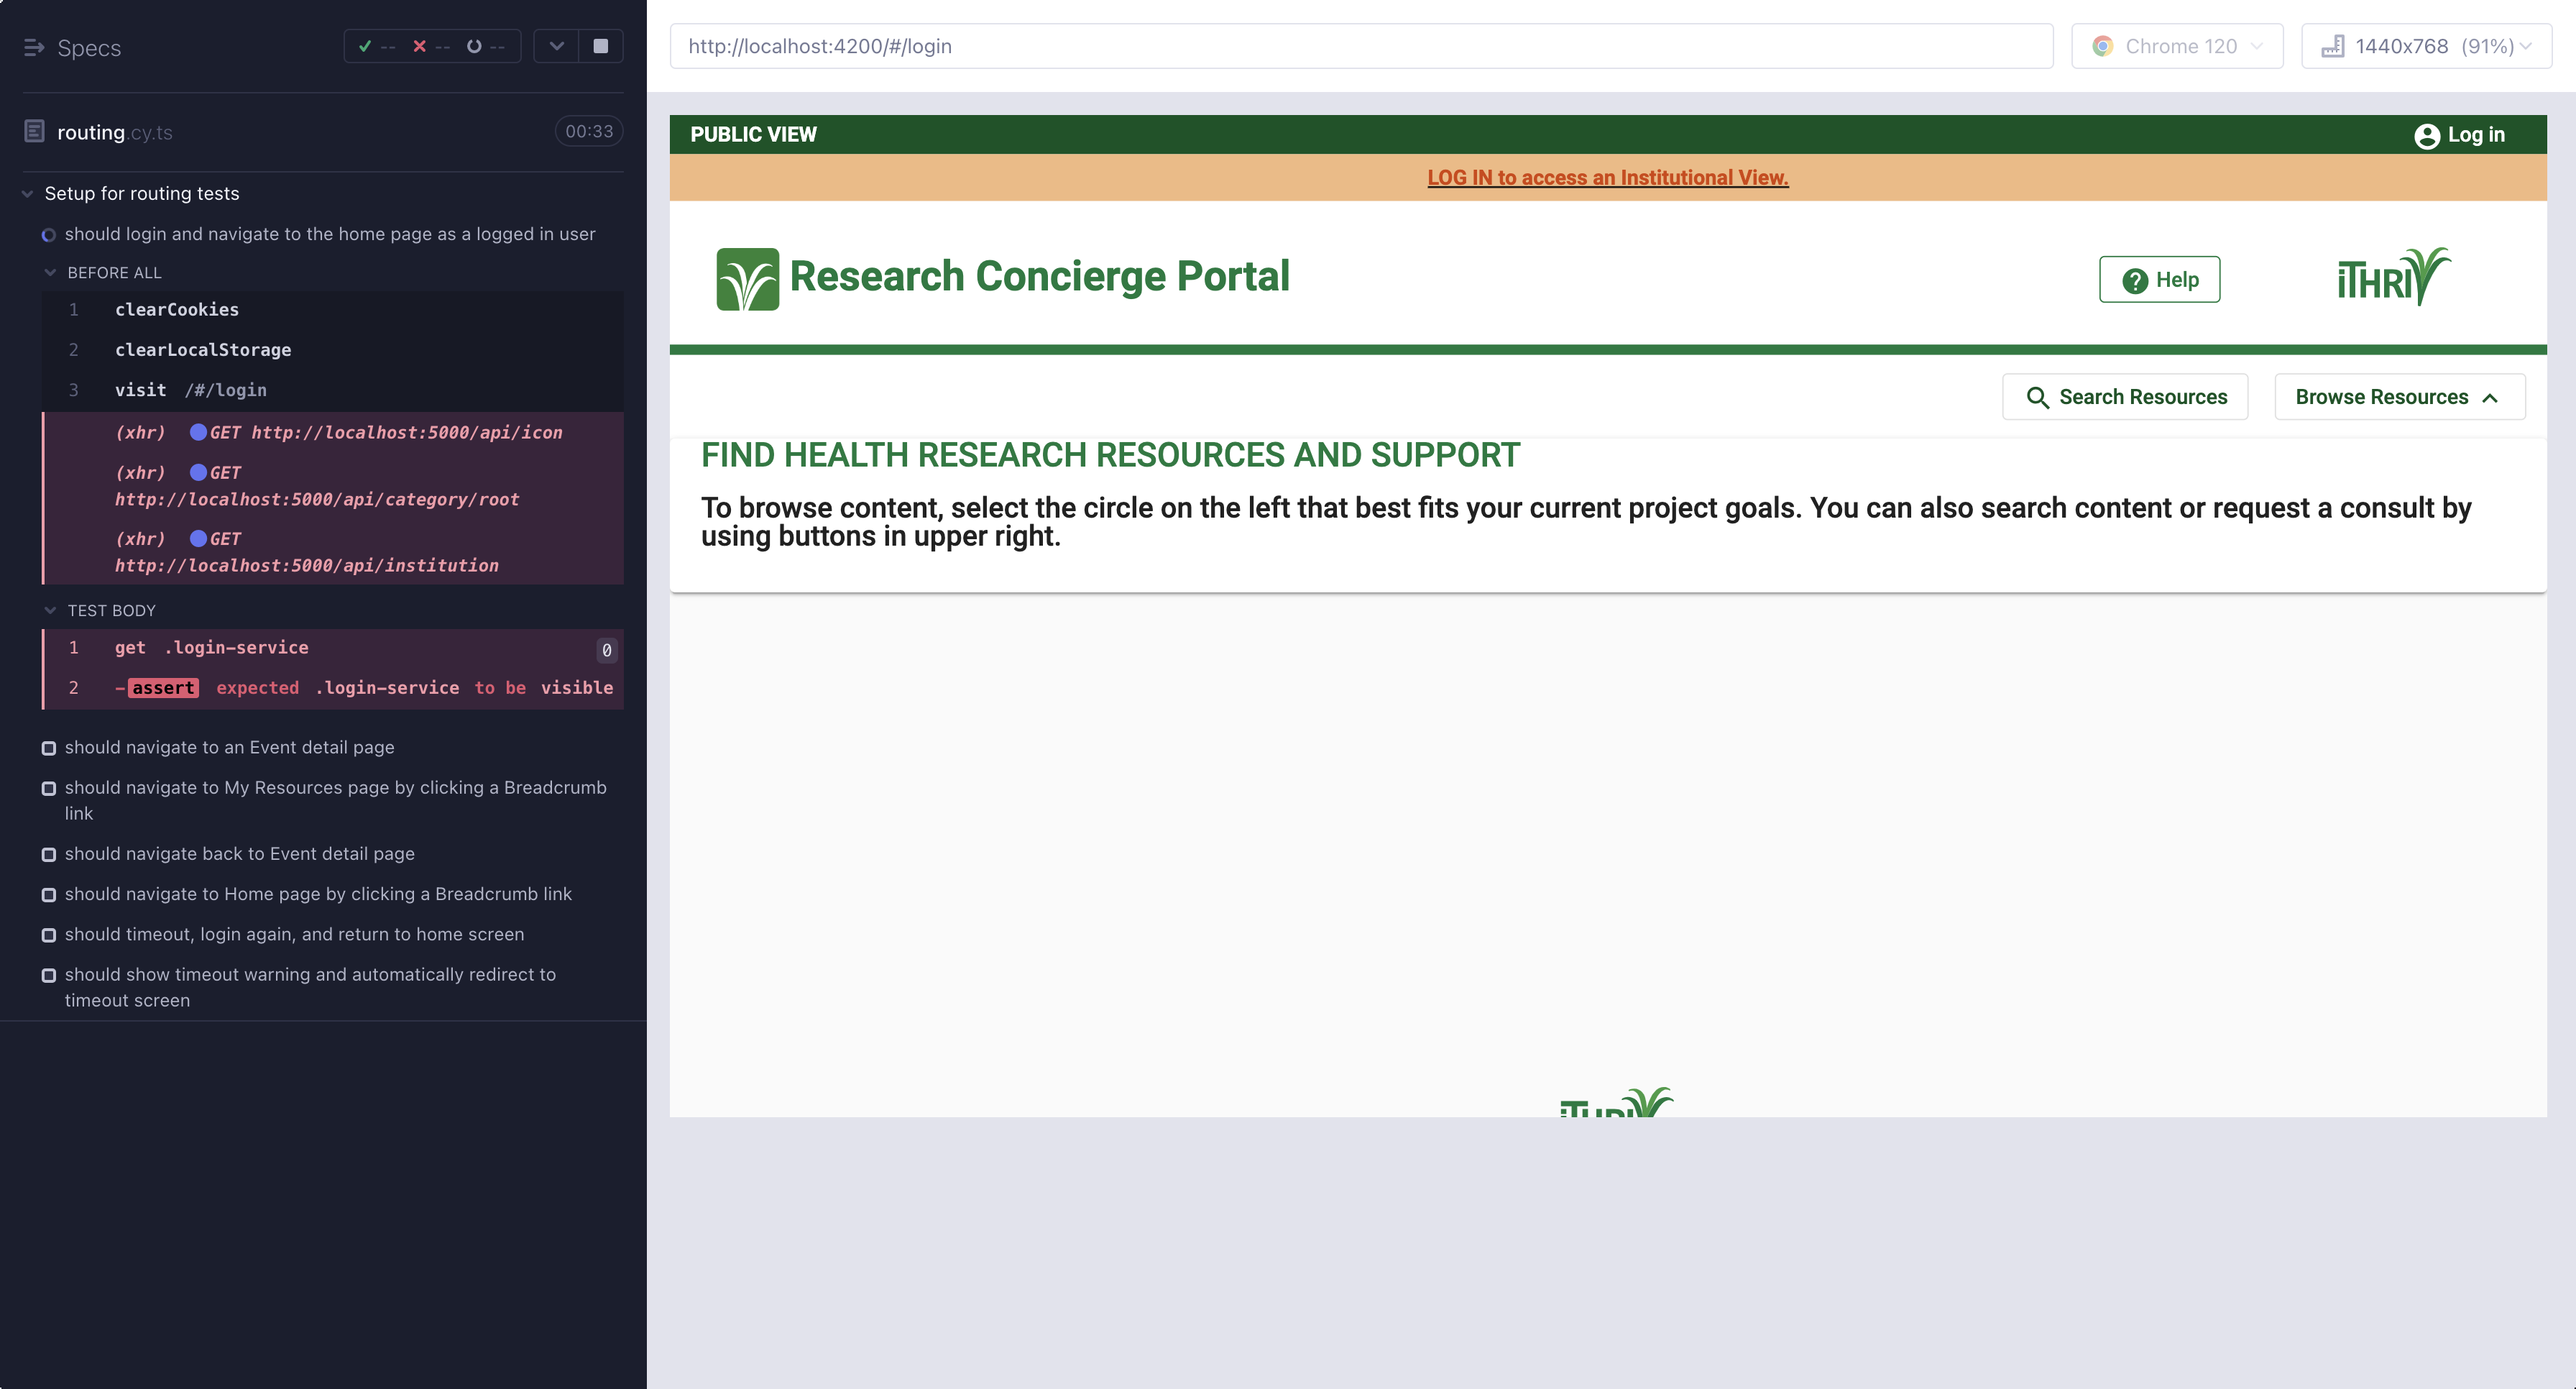 Specs
-- -- --
routing.cy.ts
00:33
Setup for routing tests
should login and navigate to the home page as a logged in user
BEFORE ALL
1 clearCookies
2 clearLocalStorage
3 visit /#/login
(xhr) GET http://localhost:5000/api/icon
(xhr) GET
http://localhost:5000/api/category/root
(xhr) GET
http://localhost:5000/api/institution
TEST BODY
1 get .login-service 0
2 -assert expected .login-service to be visible
should navigate to an Event detail page
should navigate to My Resources page by clicking a Breadcrumb
link
should navigate back to Event detail page
should navigate to Home page by clicking a Breadcrumb link
should timeout, login again, and return to home screen
should show timeout warning and automatically redirect to
timeout screen
http://localhost:4200/#/login
Chrome 120
1440x768 (91%)
PUBLIC VIEW
Log in
LOG IN to access an Institutional View.
Research Concierge Portal
Help
iTHRIV
Search Resources
Browse Resources
FIND HEALTH RESEARCH RESOURCES AND SUPPORT
To browse content, select the circle on the left that best fits your current project goals. You can also search content or request a consult by
using buttons in upper right.
iTHRIV